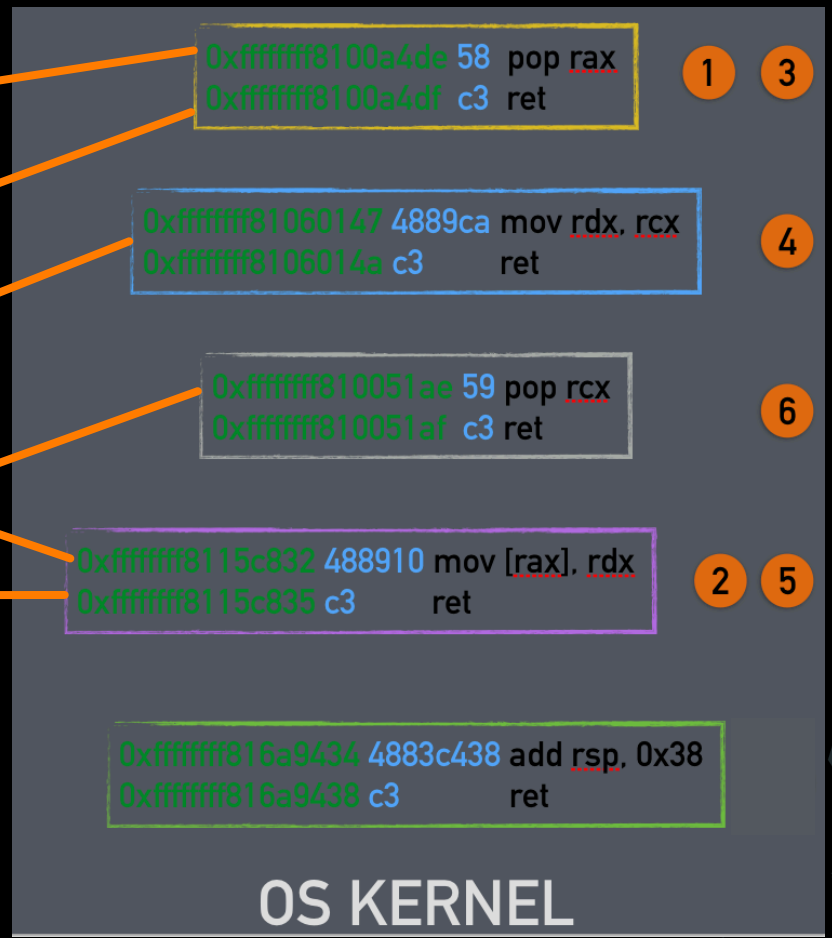 0xffffffff8100a4de 58 pop rax
0xffffffff8100a4df c3 ret
1 3
0xffffffff81060147 4889ca mov rdx, rcx
0xffffffff8106014a c3 ret
4
0xffffffff810051ae 59 pop rcx
0xffffffff810051af c3 ret
6
0xffffffff8115c832 488910 mov [rax], rdx
0xffffffff8115c835 c3 ret
2 5
0xffffffff816a9434 4883c438 add rsp, 0x38
0xffffffff816a9438 c3 ret
OS KERNEL